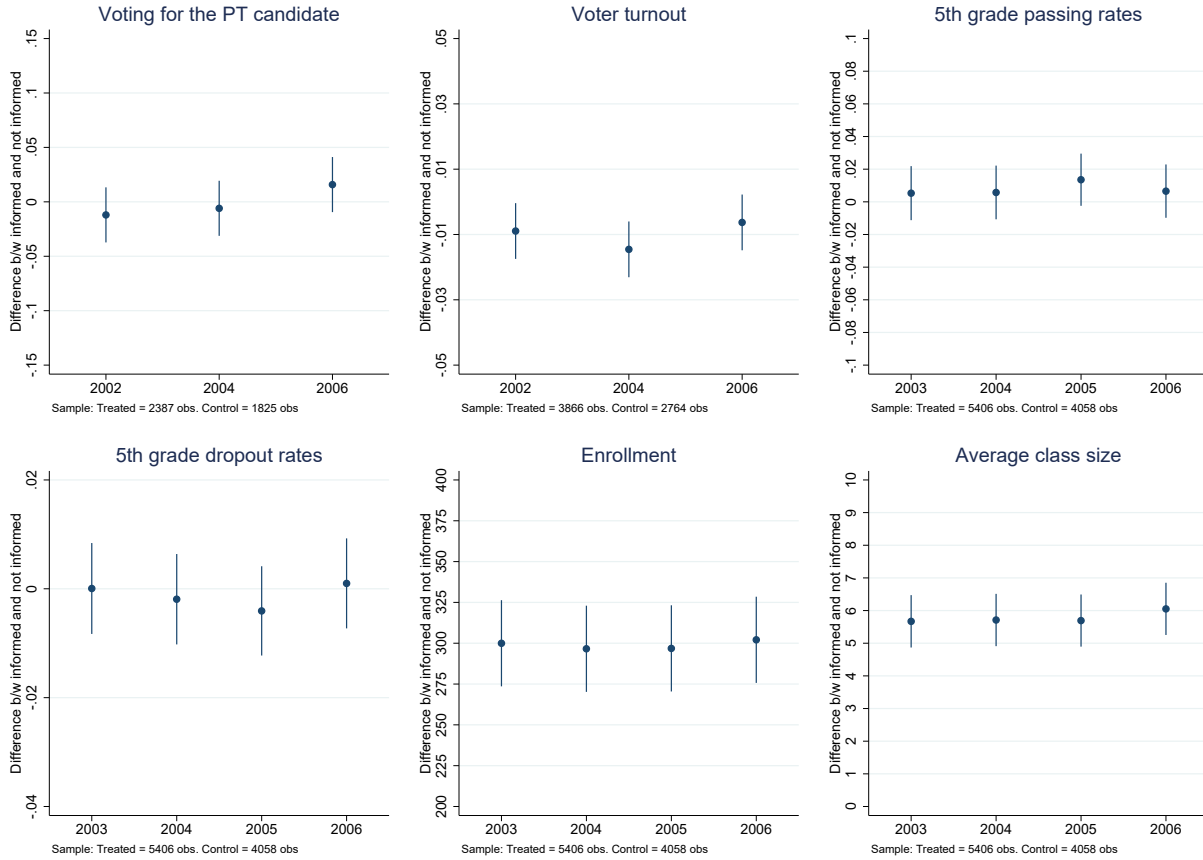 Voting for the PT candidate
Difference b/w informed and not informed
.15
.1
.05
0
-.05
-.1
-.15
2002 2004 2006
Sample: Treated = 2387 obs. Control = 1825 obs
Voter turnout
Difference b/w informed and not informed
.05
.03
.01
-.01
-.03
-.05
2002 2004 2006
Sample: Treated = 3866 obs. Control = 2764 obs
5th grade passing rates
Difference b/w informed and not informed
.1
.08
.06
.04
.02
0
-.02
-.04
-.06
-.08
-.1
2003 2004 2005 2006
Sample: Treated = 5406 obs. Control = 4058 obs
5th grade dropout rates
Difference b/w informed and not informed
.02
0
-.02
-.04
2003 2004 2005 2006
Sample: Treated = 5406 obs. Control = 4058 obs
Enrollment
Difference b/w informed and not informed
400
375
350
325
300
275
250
225
200
2003 2004 2005 2006
Sample: Treated = 5406 obs. Control = 4058 obs
Average class size
Difference b/w informed and not informed
10
9
8
7
6
5
4
3
2
1
0
2003 2004 2005 2006
Sample: Treated = 5406 obs. Control = 4058 obs